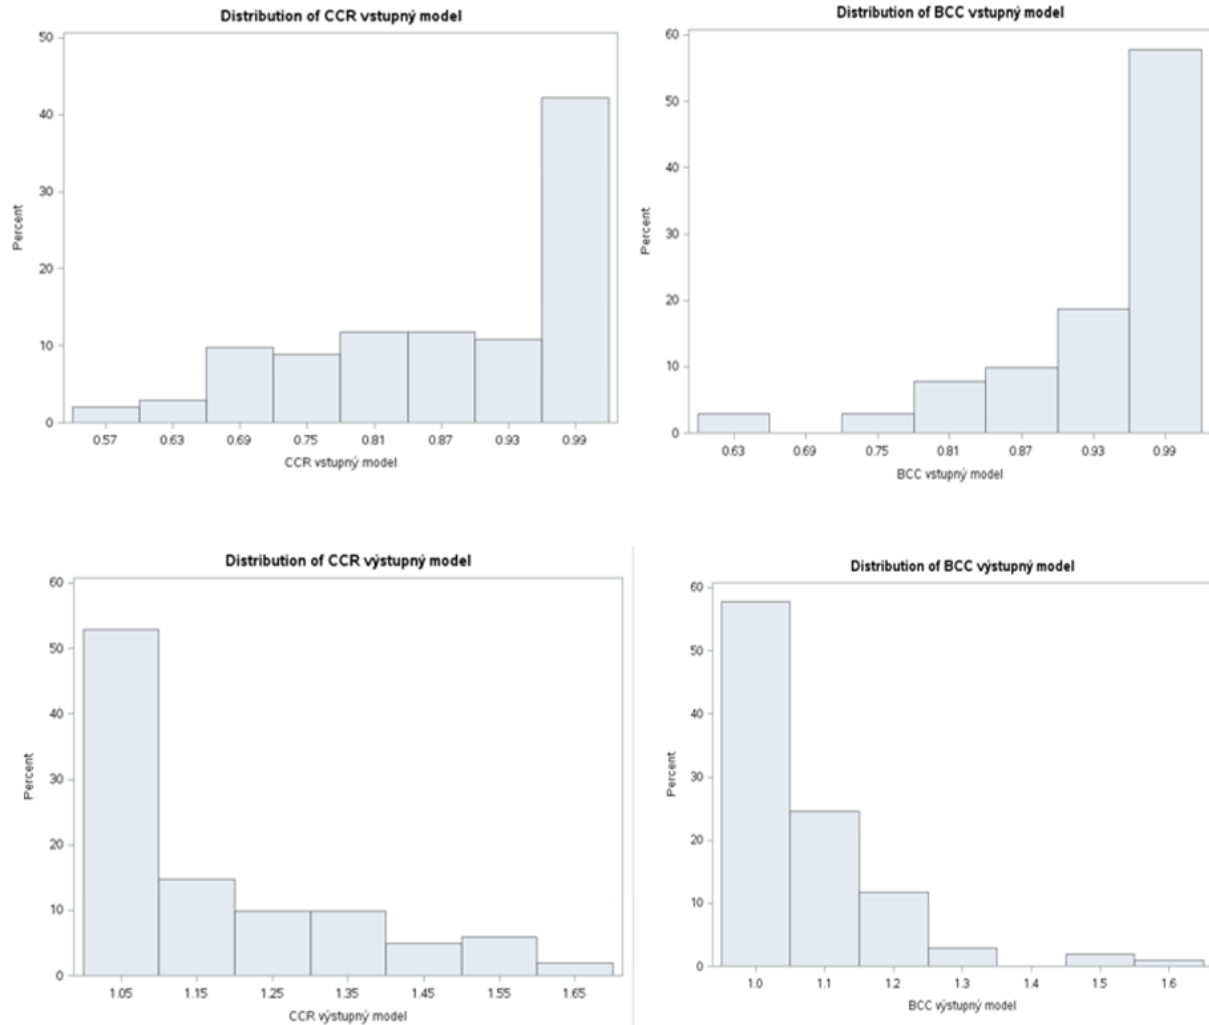 Distribution of CCR vstupný model
50
40
30
20
10
0
Percent
0.57 0.63 0.69 0.75 0.81 0.87 0.93 0.99
CCR vstupný model
Distribution of BCC vstupný model
60
50
40
30
20
10
0
Percent
0.63 0.69 0.75 0.81 0.87 0.93 0.99
BCC vstupný model
Distribution of CCR výstupný model
60
50
40
30
20
10
0
Percent
1.05 1.15 1.25 1.35 1.45 1.55 1.65
CCR výstupný model
Distribution of BCC výstupný model
60
50
40
30
20
10
0
Percent
1.0 1.1 1.2 1.3 1.4 1.5 1.6
BCC výstupný model